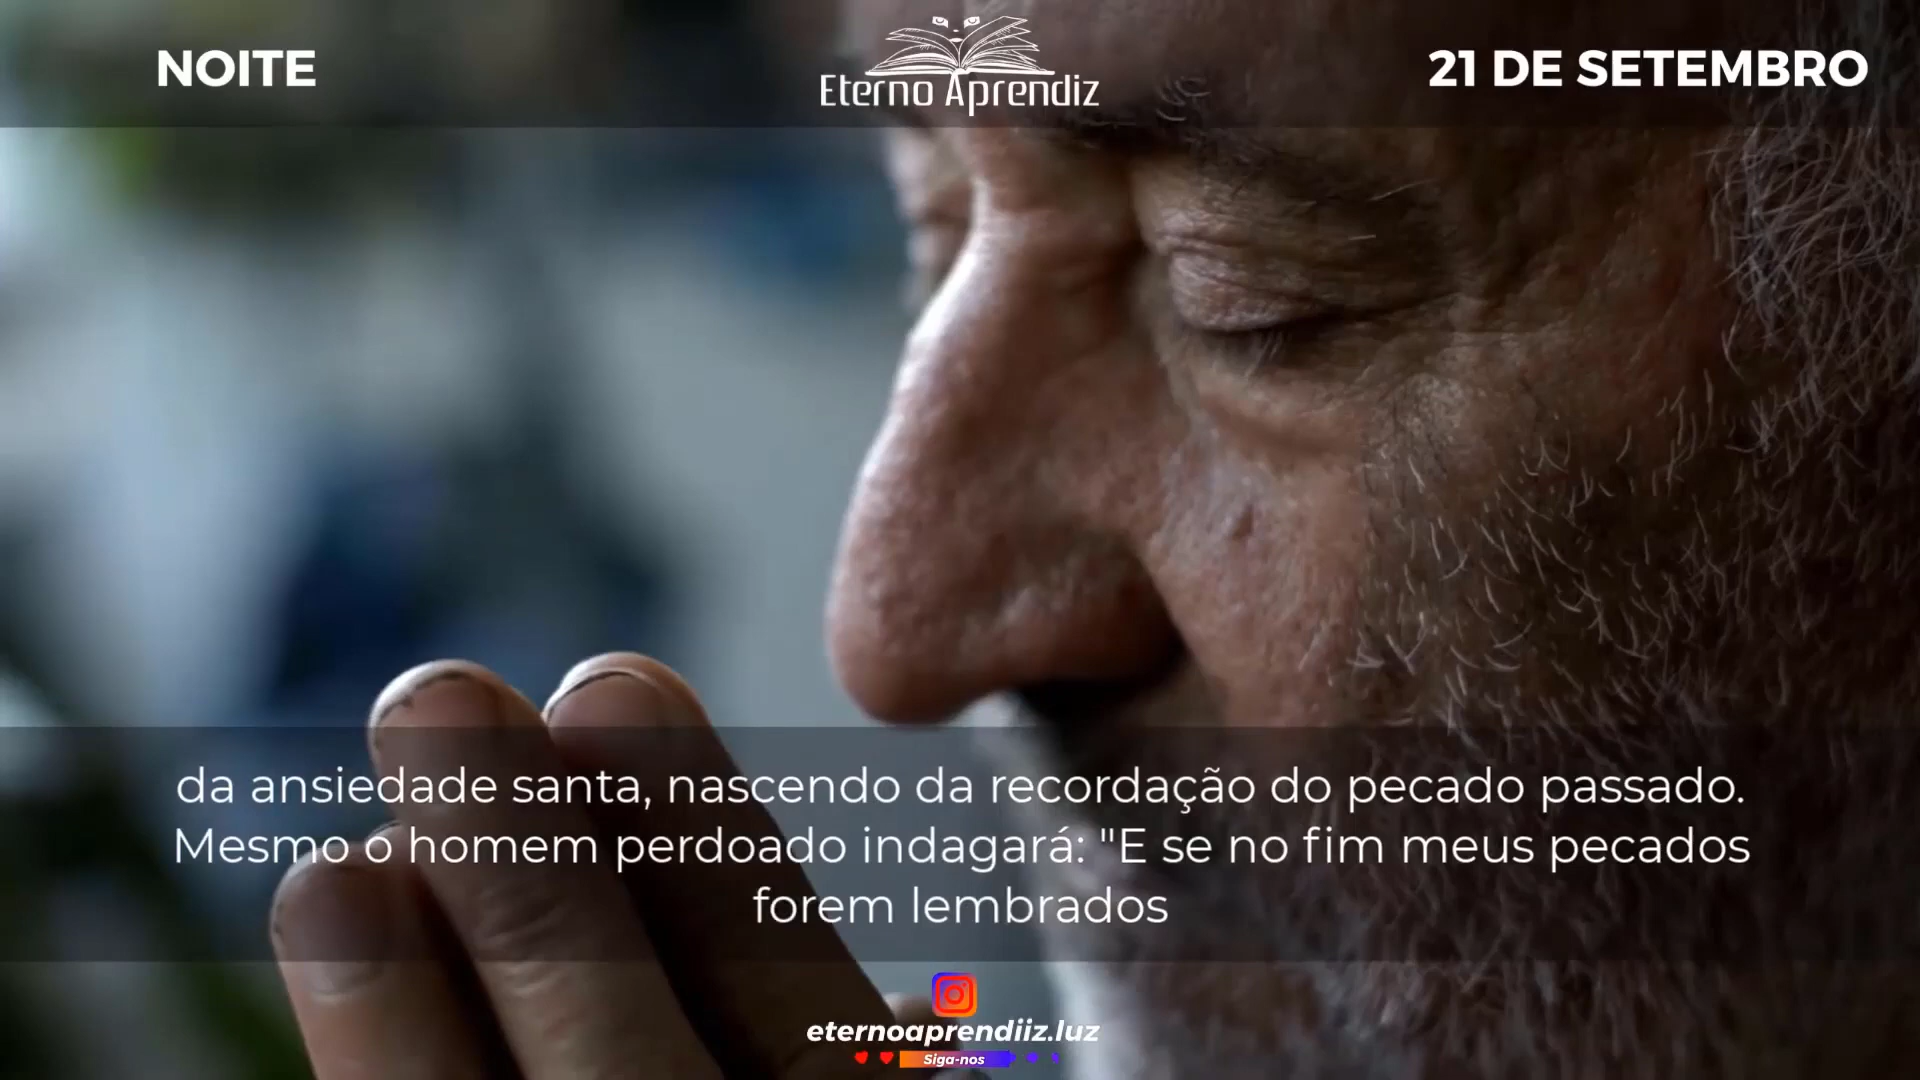 NOITE
Eterno Aprendiz
21 DE SETEMBRO
da ansiedade santa, nascendo da recordação do pecado passado.
Mesmo o homem perdoado indagará: "E se no fim meus pecados
forem lembrados
eternoaprendiiz.luz
Siga-nos